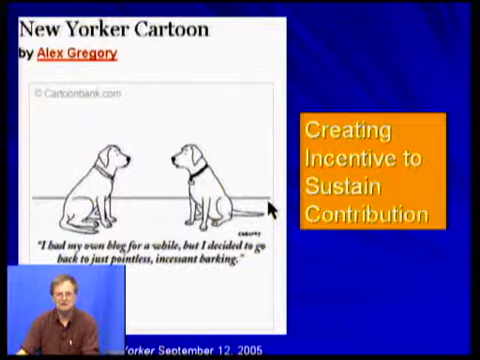 New Yorker Cartoon
by Alex Gregory
© Cartoonbank.com
Creating
Incentive to
Sustain
Contribution
"I had my own blog for a while, but I decided to go
back to just pointless, incessant barking."
Yorker September 12, 2005